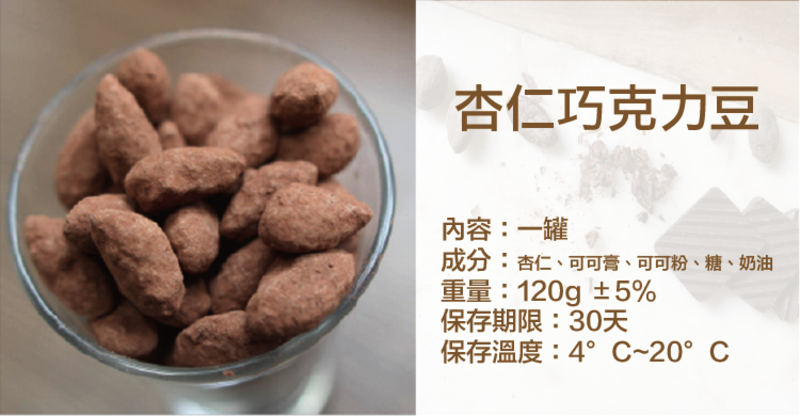 杏仁巧克力豆
內容：一罐
成分：杏仁、可可膏、可可粉、糖、奶油
重量：120g ±5%
保存期限：30天
保存溫度：4°C~20°C